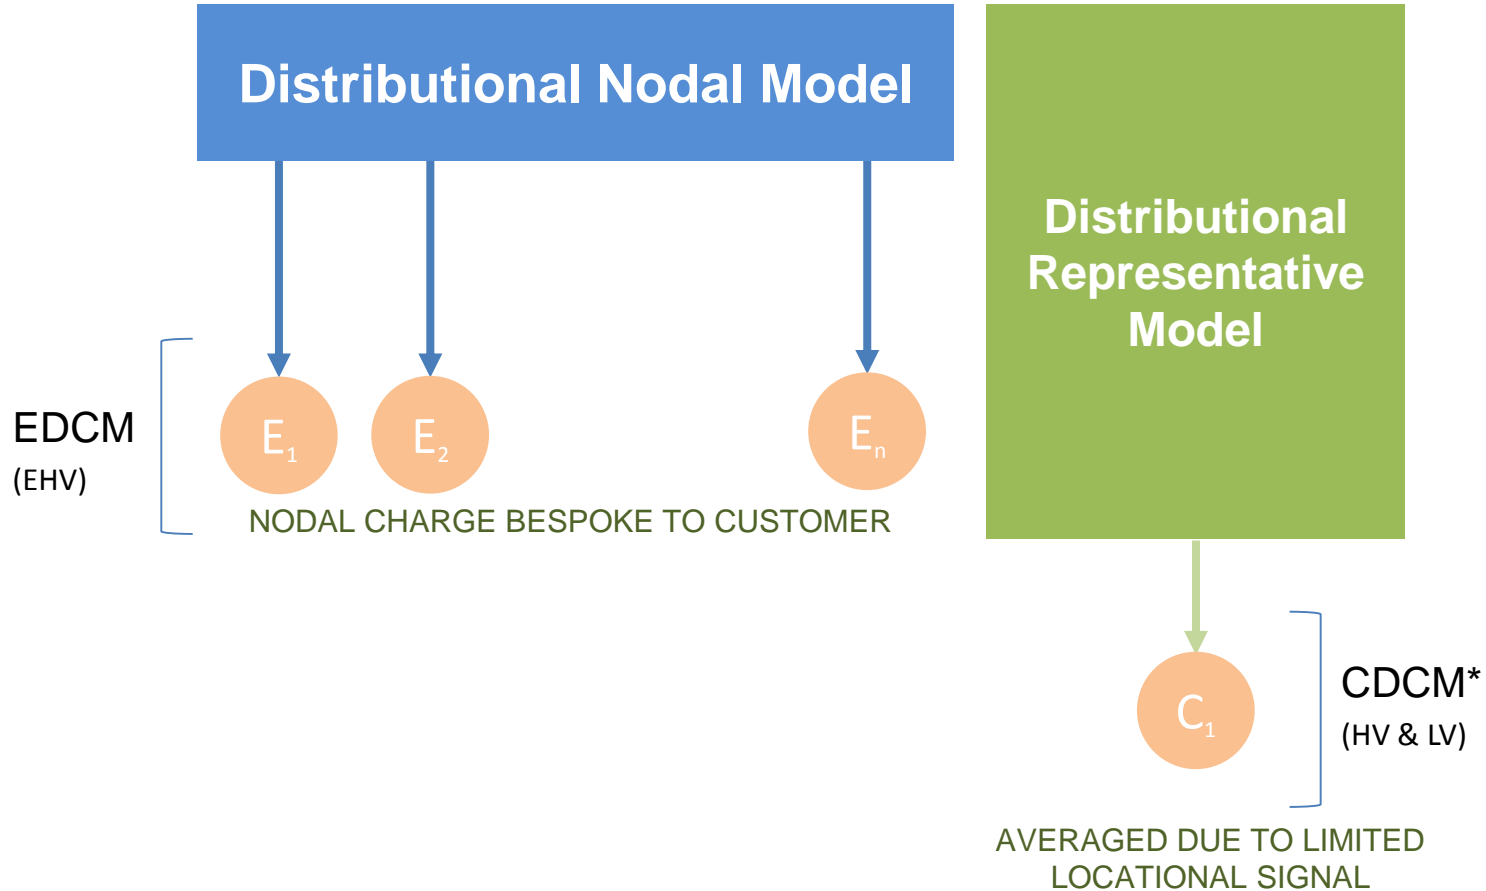 Distributional Nodal Model
Distributional
Representative
Model
EDCM
(EHV)
E1
E2
En
NODAL CHARGE BESPOKE TO CUSTOMER
C1
CDCM*
(HV & LV)
AVERAGED DUE TO LIMITED
LOCATIONAL SIGNAL